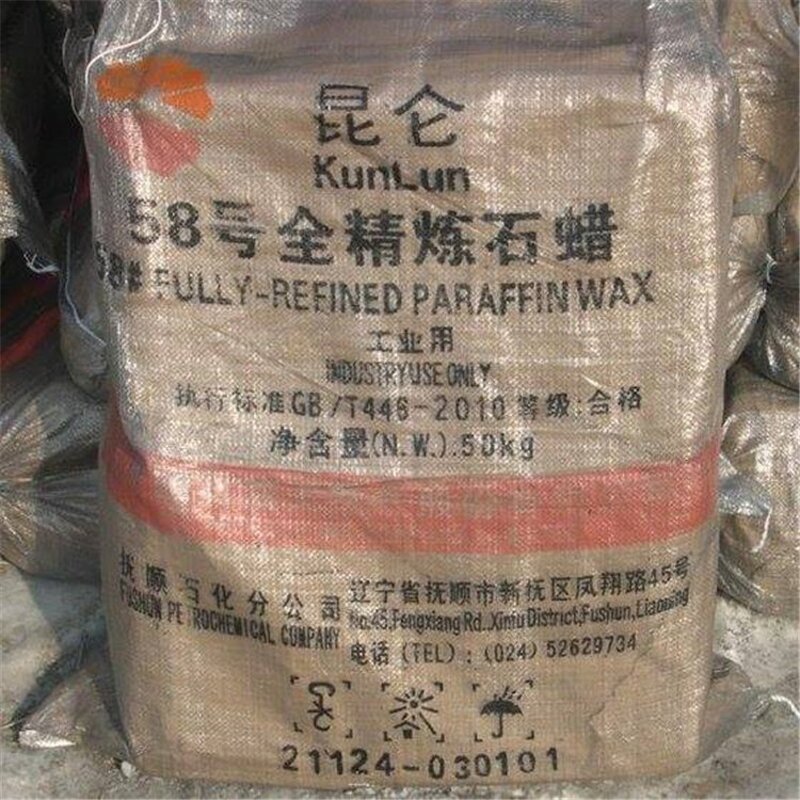 昆仑
KunLun
58号全精炼石蜡
58# FULLY-REFINED PARAFFIN WAX
工业用
INDUSTRYUSE ONLY
执行标准GB/T446-2010 等级:合格
净含量(N.W.).50kg
抚顺石化分公司
FUSHUN PETROCHEMICAL COMPANY
辽宁省抚顺市新抚区凤翔路45号
No.45,Fengxiang Rd.,Xinfu District,Fushun,Liaoning
电话(TEL):(024)52629734
21124-030101